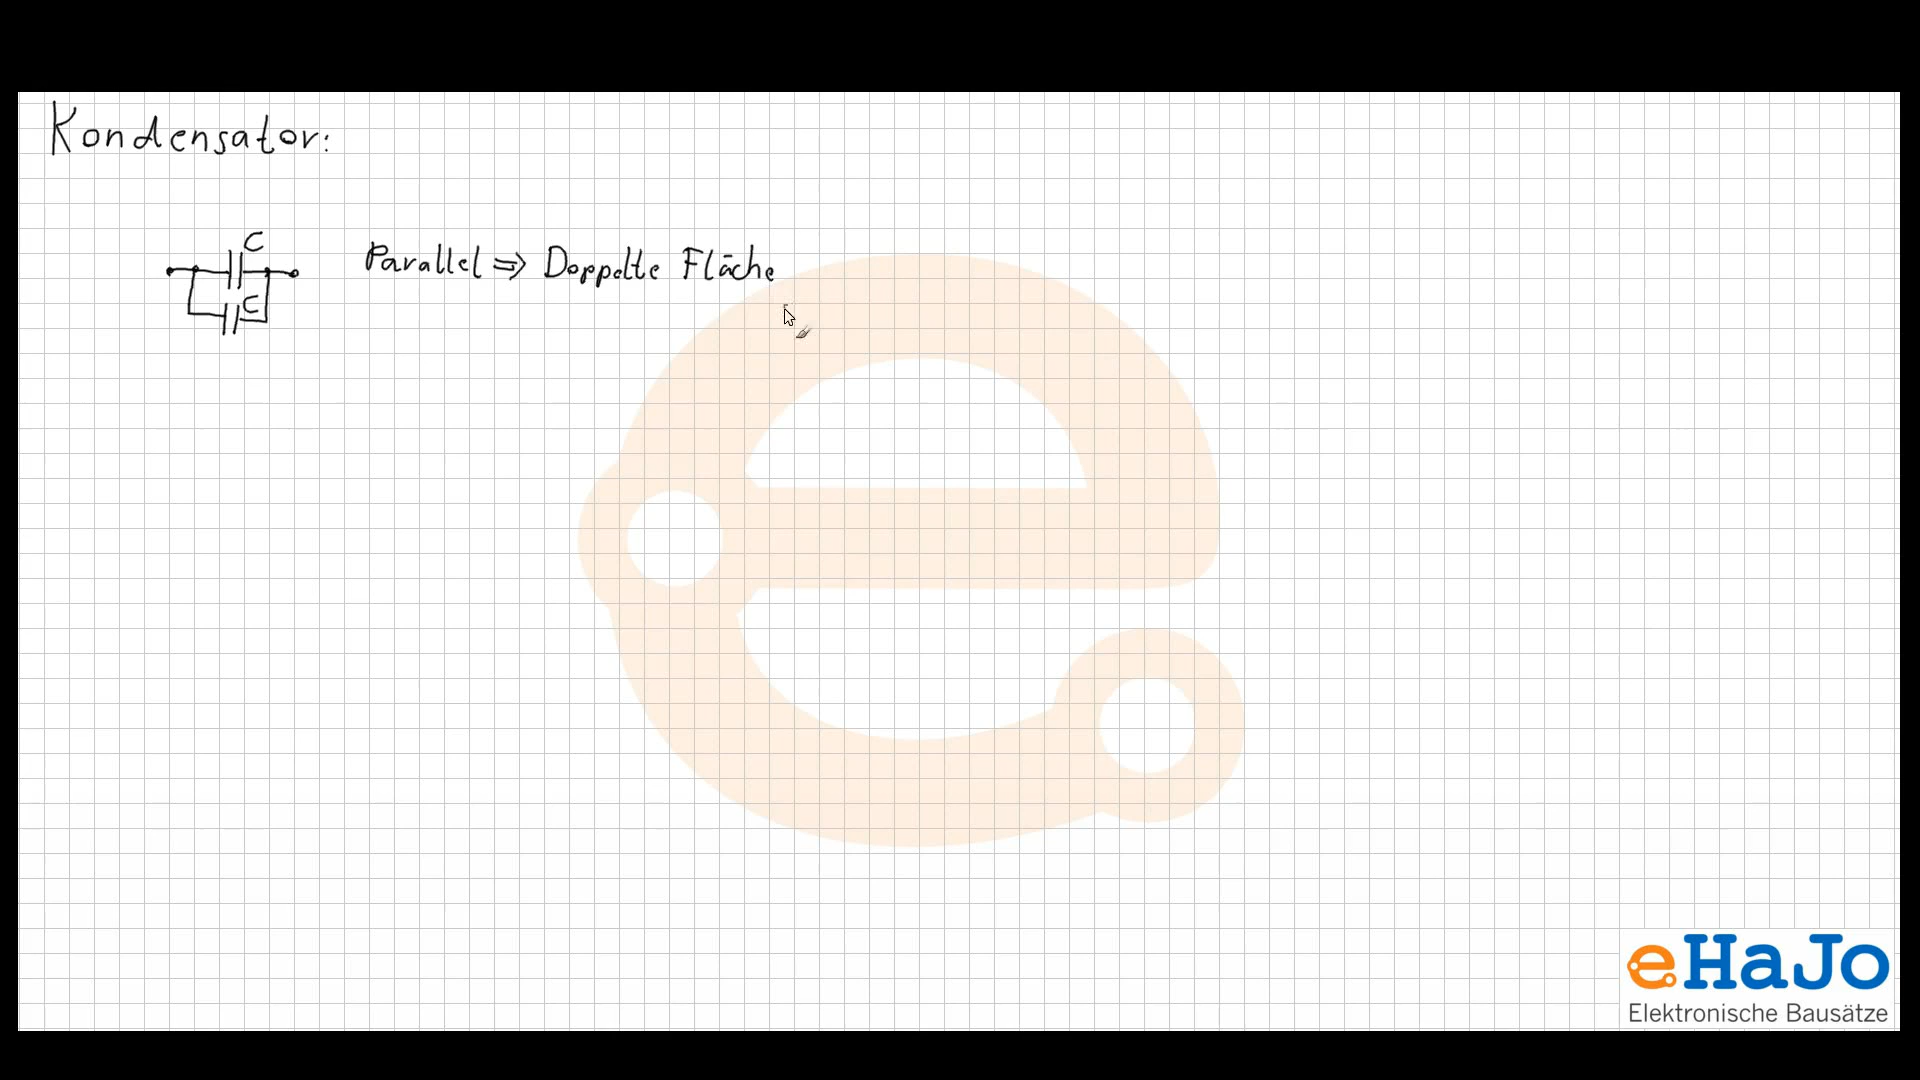 Kondensator:
C
Parallel ⇒ Doppelte Fläche
C
eHaJo
Elektronische Bausätze